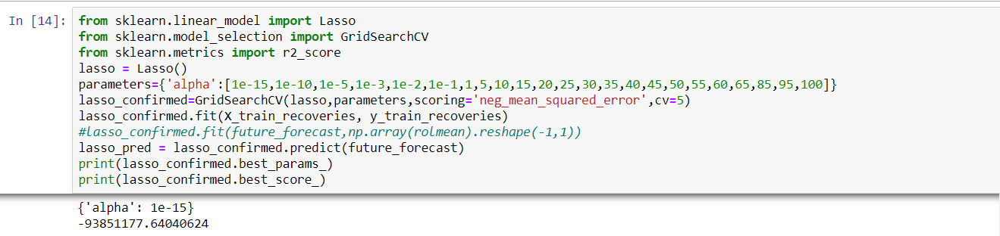 In [14]: from sklearn.linear_model import Lasso
from sklearn.model_selection import GridSearchCV
from sklearn.metrics import r2_score
lasso = Lasso()
parameters={'alpha':[1e-15,1e-10,1e-5,1e-3,1e-2,1e-1,1,5,10,15,20,25,30,35,40,45,50,55,60,65,85,95,100]}
lasso_confirmed=GridSearchCV(lasso,parameters,scoring='neg_mean_squared_error',cv=5)
lasso_confirmed.fit(X_train_recoveries, y_train_recoveries)
#lasso_confirmed.fit(future_forecast,np.array(rolmean).reshape(-1,1))
lasso_pred = lasso_confirmed.predict(future_forecast)
print(lasso_confirmed.best_params_)
print(lasso_confirmed.best_score_)
{'alpha': 1e-15}
-93851177.64040624